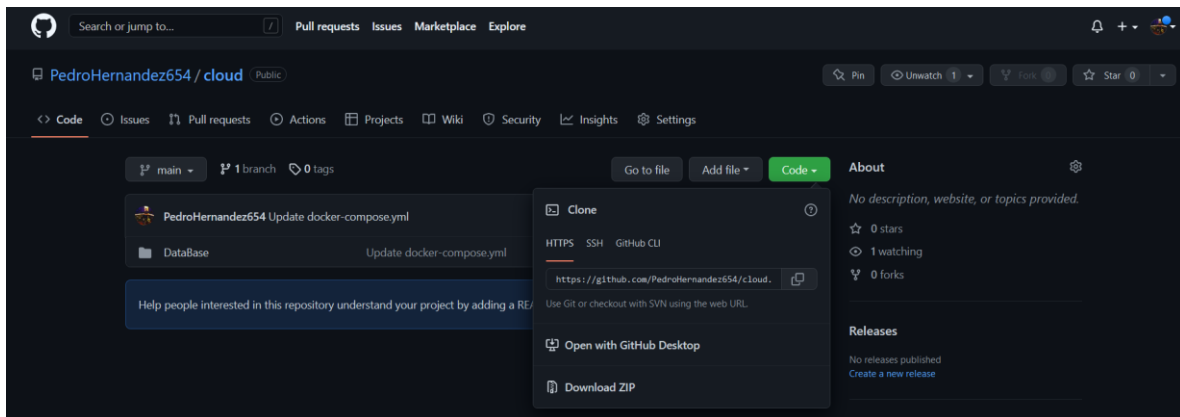 Search or jump to... /
Pull requests Issues Marketplace Explore
PedroHernandez654 / cloud Public
Pin Unwatch 1 Fork 0 Star 0
<> Code Issues Pull requests Actions Projects Wiki Security Insights Settings
main 1 branch 0 tags
Go to file Add file Code
PedroHernandez654 Update docker-compose.yml
DataBase Update docker-compose.yml
Help people interested in this repository understand your project by adding a RE
Clone
HTTPS SSH GitHub CLI
https://github.com/PedroHernandez654/cloud.
Use Git or checkout with SVN using the web URL.
Open with GitHub Desktop
Download ZIP
About
No description, website, or topics provided.
0 stars
1 watching
0 forks
Releases
No releases published
Create a new release